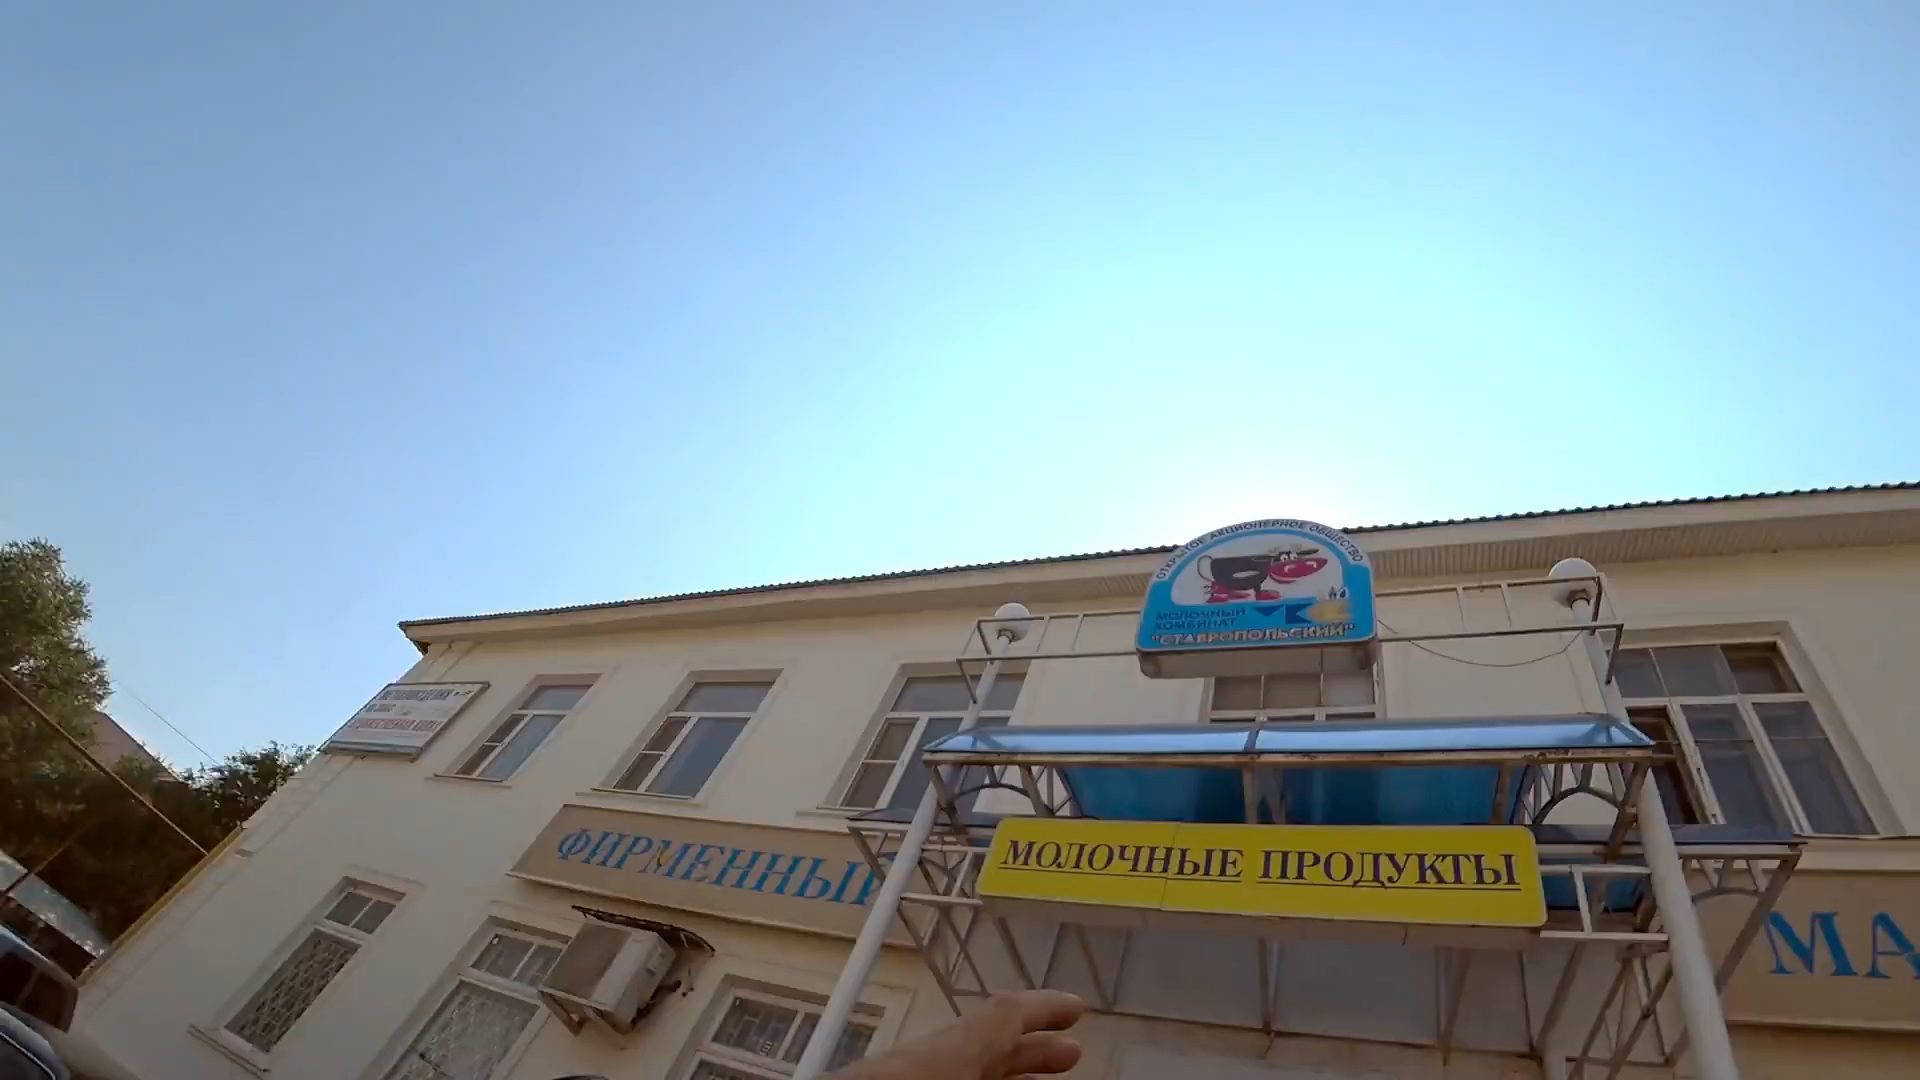 ОТКРЫТОЕ АКЦИОНЕРНОЕ ОБЩЕСТВО
МОЛОЧНЫЙ
КОМБИНАТ
"СТАВРОПОЛЬСКИЙ"
МОЛОЧНЫЕ ПРОДУКТЫ
ФИРМЕННЫЙ
МА